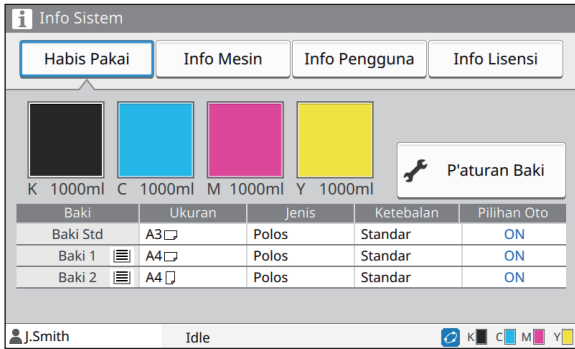 i Info Sistem
Habis Pakai Info Mesin Info Pengguna Info Lisensi
K 1000ml C 1000ml M 1000ml Y 1000ml
P'aturan Baki
Baki Ukuran Jenis Ketebalan Pilihan Oto
Baki Std A3 Polos Standar ON
Baki 1 A4 Polos Standar ON
Baki 2 A4 Polos Standar ON
J.Smith Idle K C M Y